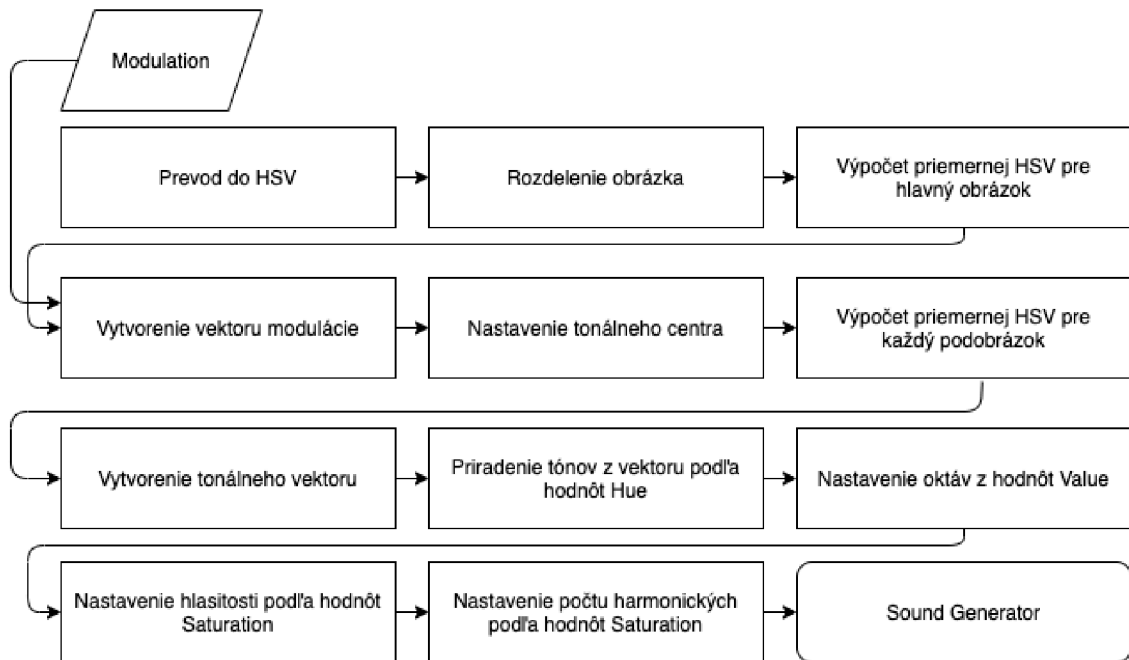 Modulation
Prevod do HSV
Rozdelenie obrázka
Výpočet priemernej HSV pre
hlavný obrázok
Vytvorenie vektoru modulácie
Nastavenie tonálneho centra
Výpočet priemernej HSV pre
každý podobrázok
Vytvorenie tonálneho vektoru
Priradenie tónov z vektoru podľa
hodnôt Hue
Nastavenie oktáv z hodnôt Value
Nastavenie hlasitosti podľa hodnôt
Saturation
Nastavenie počtu harmonických
podľa hodnôt Saturation
Sound Generator